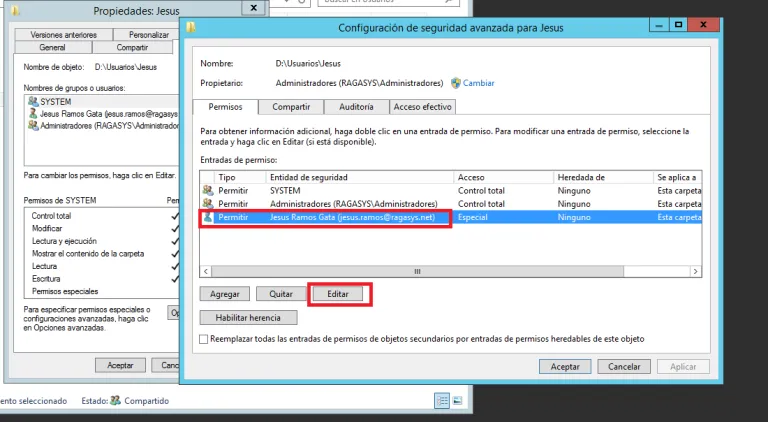 Propiedades: Jesus
x
Versiones anteriores
Personalizar
General
Compartir
Nombre de objeto: D:\Usuarios\Jesus
Nombres de grupos o usuarios:
SYSTEM
Jesus Ramos Gata (jesus.ramos@ragasys
Administradores (RAGASYS\Administrador
Para cambiar los permisos, haga clic en Editar.
Permisos de SYSTEM
Control total
Modificar
Lectura y ejecución
Mostrar el contenido de la carpeta
Lectura
Escritura
Permisos especiales
Para especificar permisos especiales o
configuraciones avanzadas, haga clic
en Opciones avanzadas.
Aceptar
ento seleccionado Estado: Compartido
Configuración de seguridad avanzada para Jesus
Nombre: D:\Usuarios\Jesus
Propietario: Administradores (RAGASYS\Administradores) Cambiar
Permisos Compartir Auditoría Acceso efectivo
Para obtener información adicional, haga doble clic en una entrada de permiso. Para modificar una entrada de permiso, seleccione la
entrada y haga clic en Editar (si está disponible).
Entradas de permiso:
Tipo Entidad de seguridad Acceso Heredada de Se aplica a
Permitir SYSTEM Control total Ninguno Esta carpeta
Permitir Administradores (RAGASYS\Administradores) Control total Ninguno Esta carpeta
Permitir Jesus Ramos Gata (jesus.ramos@ragasys.net) Especial Ninguno Esta carpeta
Agregar Quitar Editar
Habilitar herencia
Reemplazar todas las entradas de permisos de objetos secundarios por entradas de permisos heredables de este objeto
Aceptar Cancelar Aplicar